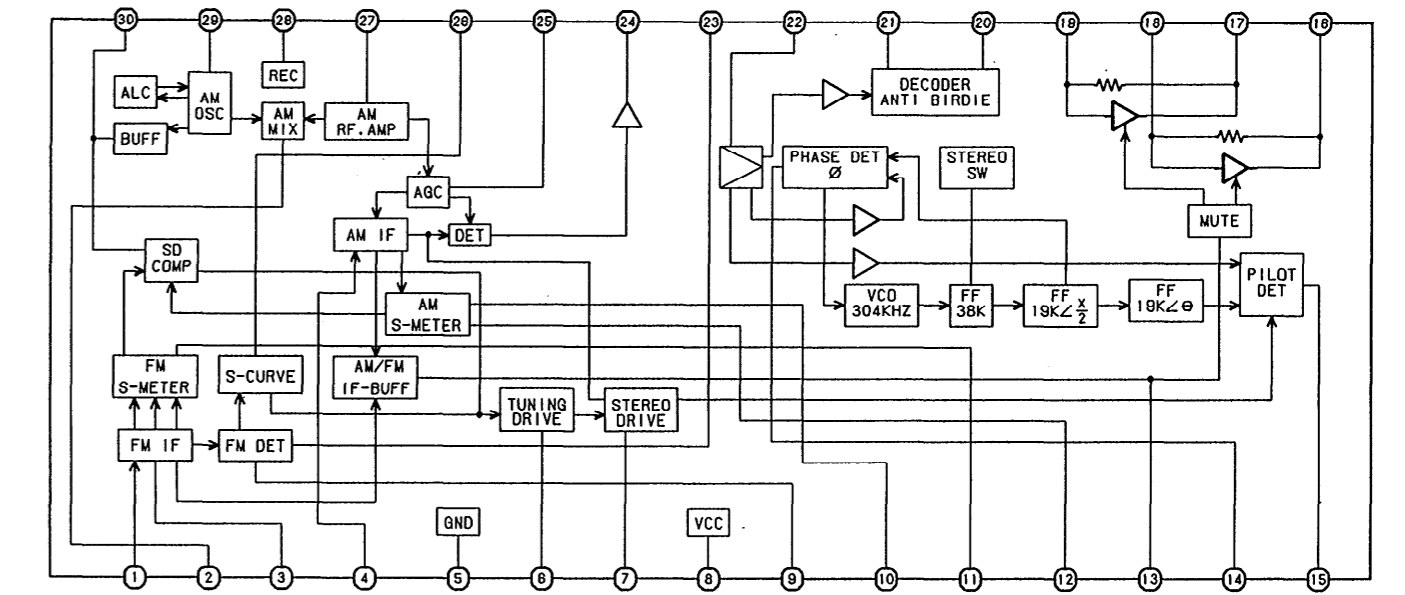 30 29 28 27 26 25 24 23 22 21 20 19 18 17 16
REC
ALC
AM
OSC
DECODER
ANTI BIRDIE
AM
MIX
AM
RF.AMP
BUFF
PHASE DET
Ø
STEREO
SW
AGC
MUTE
AM IF
DET
SD
COMP
PILOT
DET
VCO
304KHZ
FF
38K
FF
19K∠ x/2
FF
19K∠θ
AM
S-METER
FM
S-METER
S-CURVE
AM/FM
IF-BUFF
TUNING
DRIVE
STEREO
DRIVE
FM IF
FM DET
GND
VCC
1 2 3 4 5 6 7 8 9 10 11 12 13 14 15